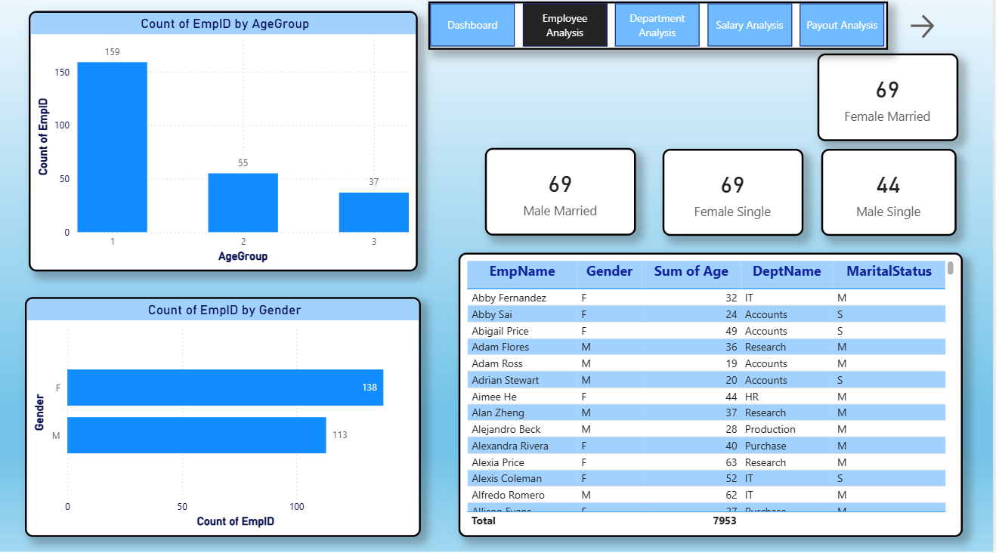 Count of EmpID by AgeGroup
Count of EmpID
159
55
37
150
100
50
0
1 2 3
AgeGroup
Dashboard
Employee
Analysis
Department
Analysis
Salary Analysis
Payout Analysis
69
Female Married
69
Male Married
69
Female Single
44
Male Single
Count of EmpID by Gender
Gender
F 138
M 113
0 50 100
Count of EmpID
EmpName Gender Sum of Age DeptName MaritalStatus
Abby Fernandez F 32 IT M
Abby Sai F 24 Accounts S
Abigail Price F 49 Accounts S
Adam Flores M 36 Research M
Adam Ross M 19 Accounts M
Adrian Stewart M 20 Accounts S
Aimee He F 44 HR M
Alan Zheng M 37 Research M
Alejandro Beck M 28 Production M
Alexandra Rivera F 40 Purchase M
Alexia Price F 63 Research M
Alexis Coleman F 52 IT S
Alfredo Romero M 62 IT M
Allison Evans F 27 Purchase M
Total 7953